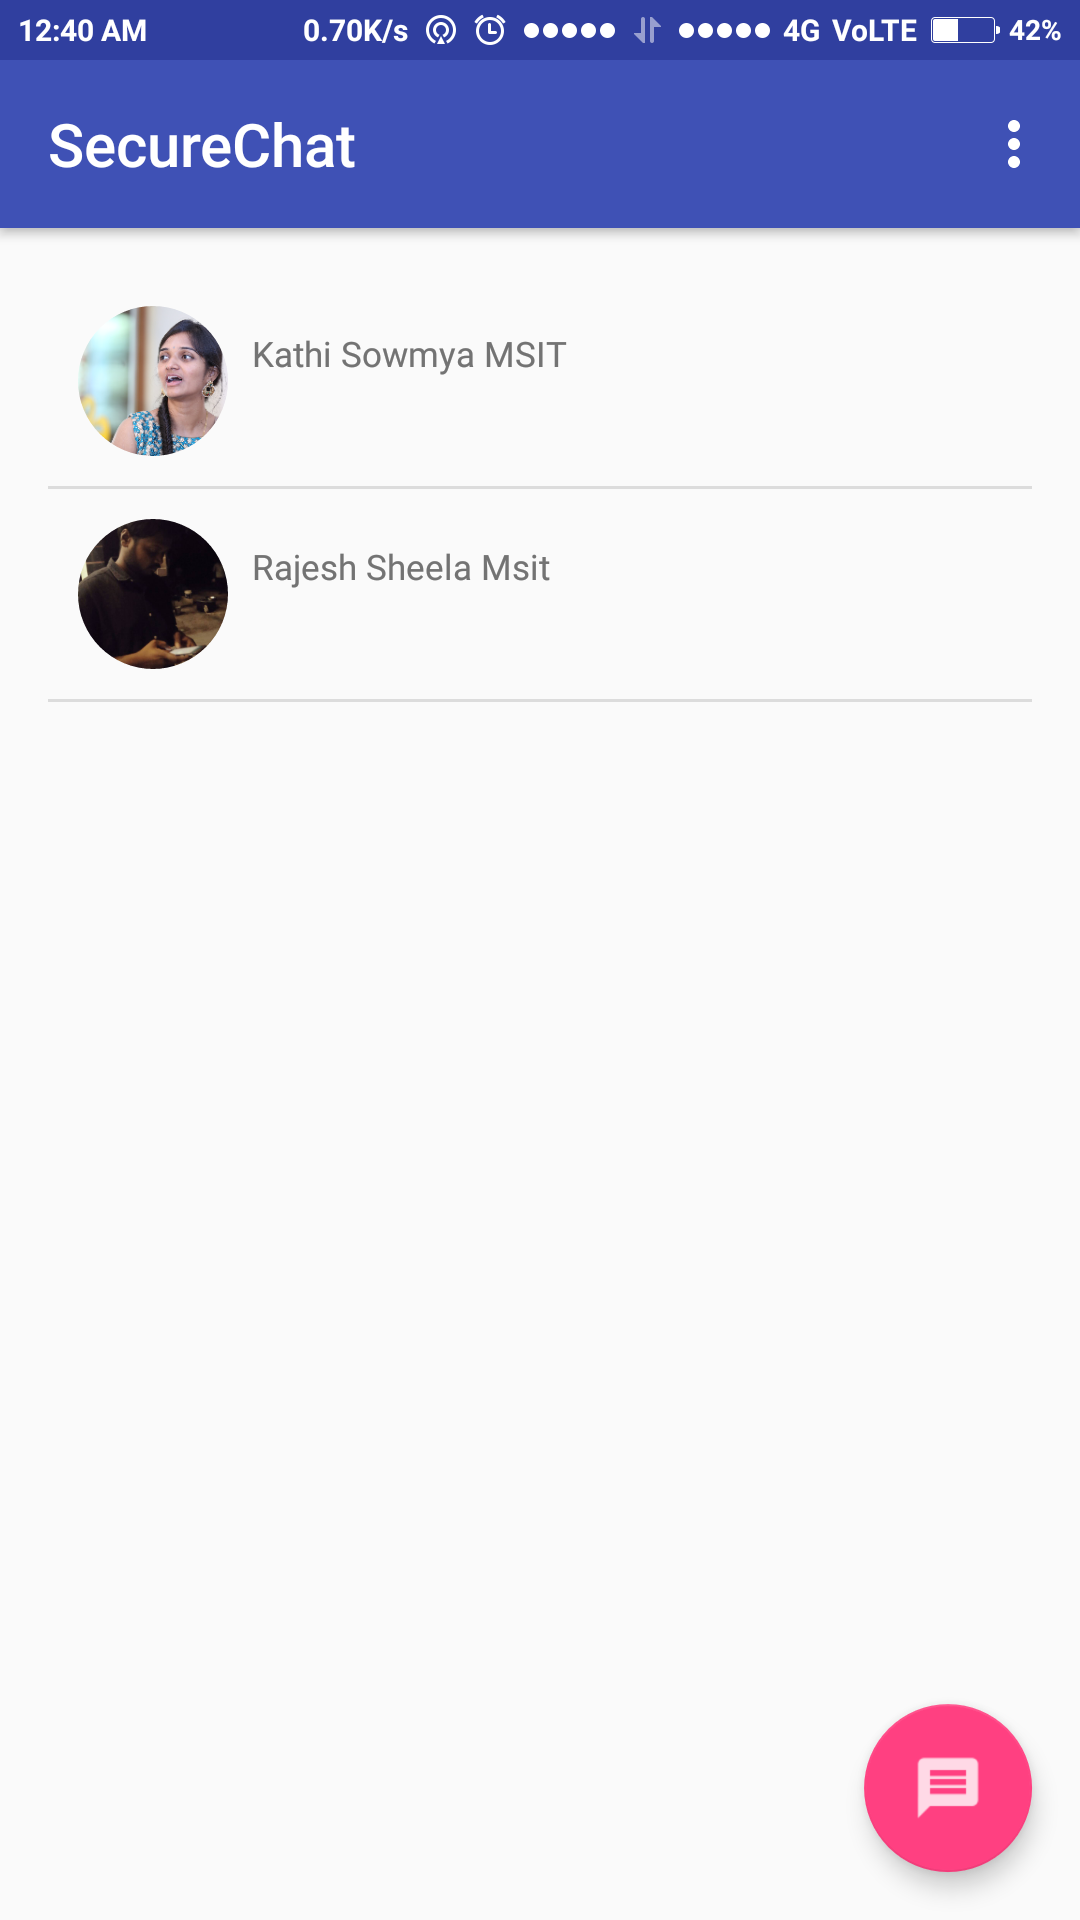 12:40 AM 0.70K/s 4G VoLTE 42%
SecureChat
Kathi Sowmya MSIT
Rajesh Sheela Msit